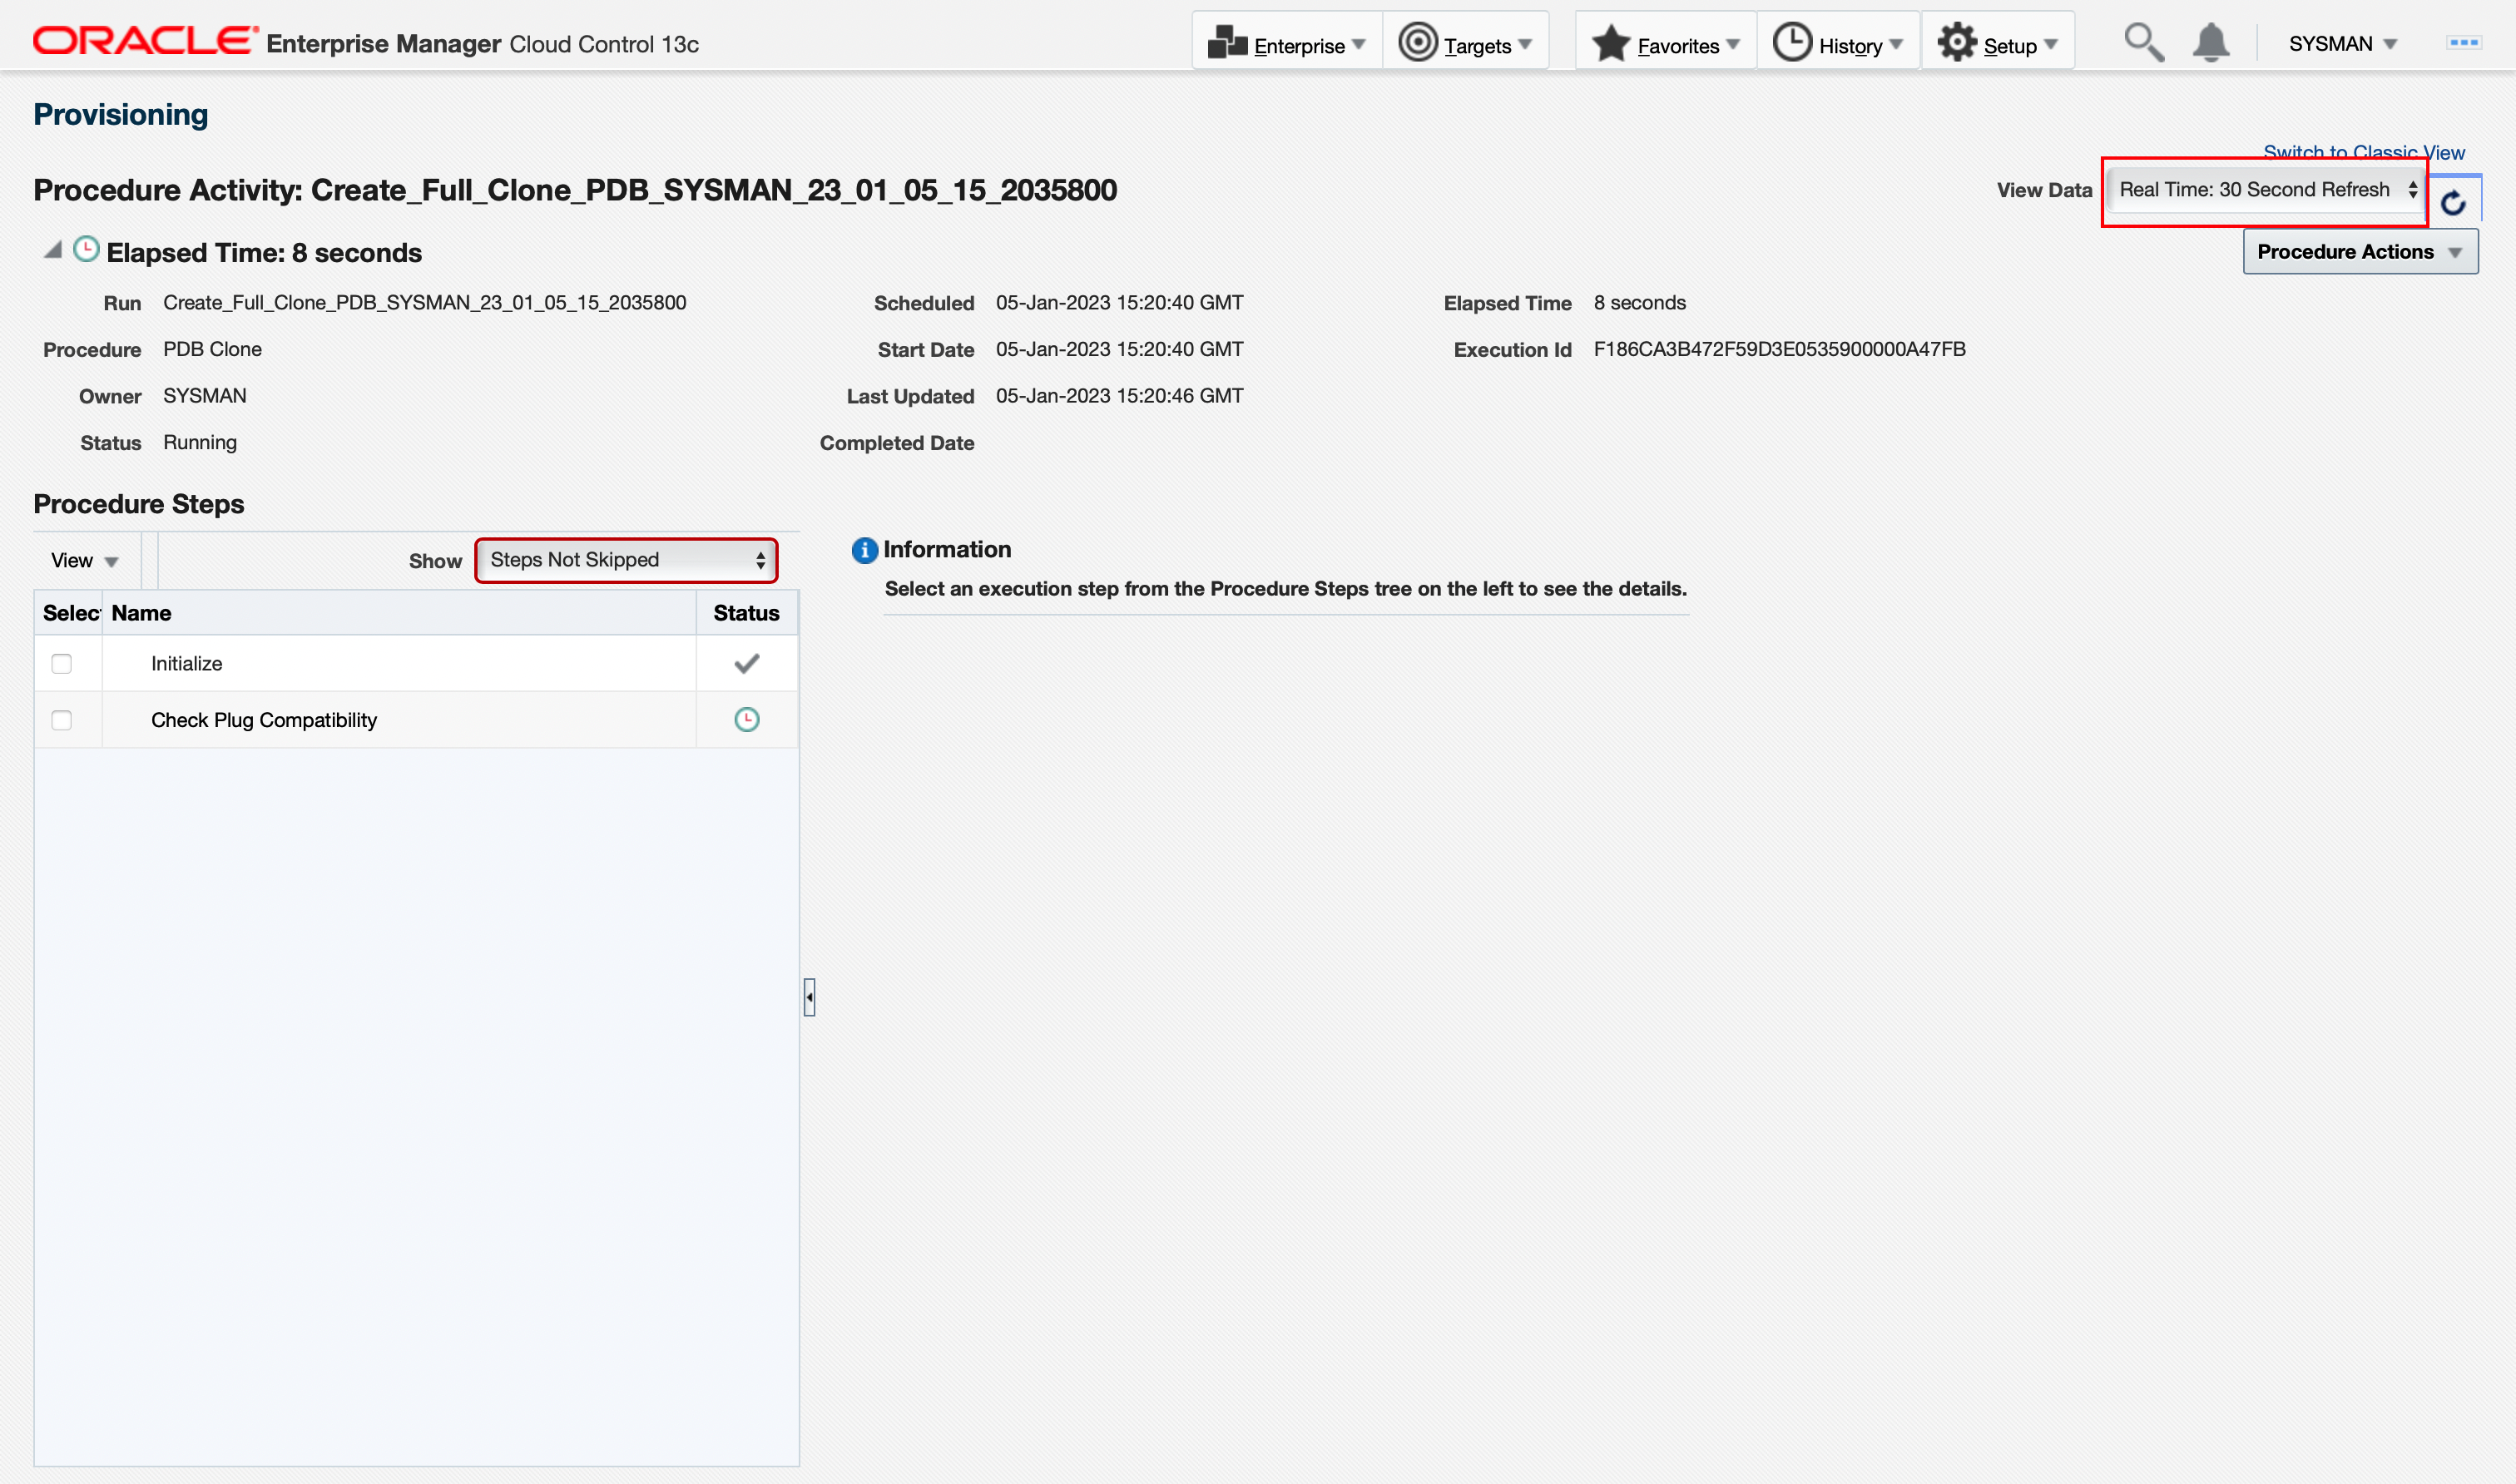 ORACLE Enterprise Manager Cloud Control 13c
Enterprise Targets Favorites History Setup SYSMAN
Provisioning
Switch to Classic View
Procedure Activity: Create_Full_Clone_PDB_SYSMAN_23_01_05_15_2035800
View Data Real Time: 30 Second Refresh
Elapsed Time: 8 seconds
Procedure Actions
Run Create_Full_Clone_PDB_SYSMAN_23_01_05_15_2035800 Scheduled 05-Jan-2023 15:20:40 GMT Elapsed Time 8 seconds
Procedure PDB Clone Start Date 05-Jan-2023 15:20:40 GMT Execution Id F186CA3B472F59D3E0535900000A47FB
Owner SYSMAN Last Updated 05-Jan-2023 15:20:46 GMT
Status Running Completed Date
Procedure Steps
View Show Steps Not Skipped
Select Name Status
Initialize
Check Plug Compatibility
Information
Select an execution step from the Procedure Steps tree on the left to see the details.